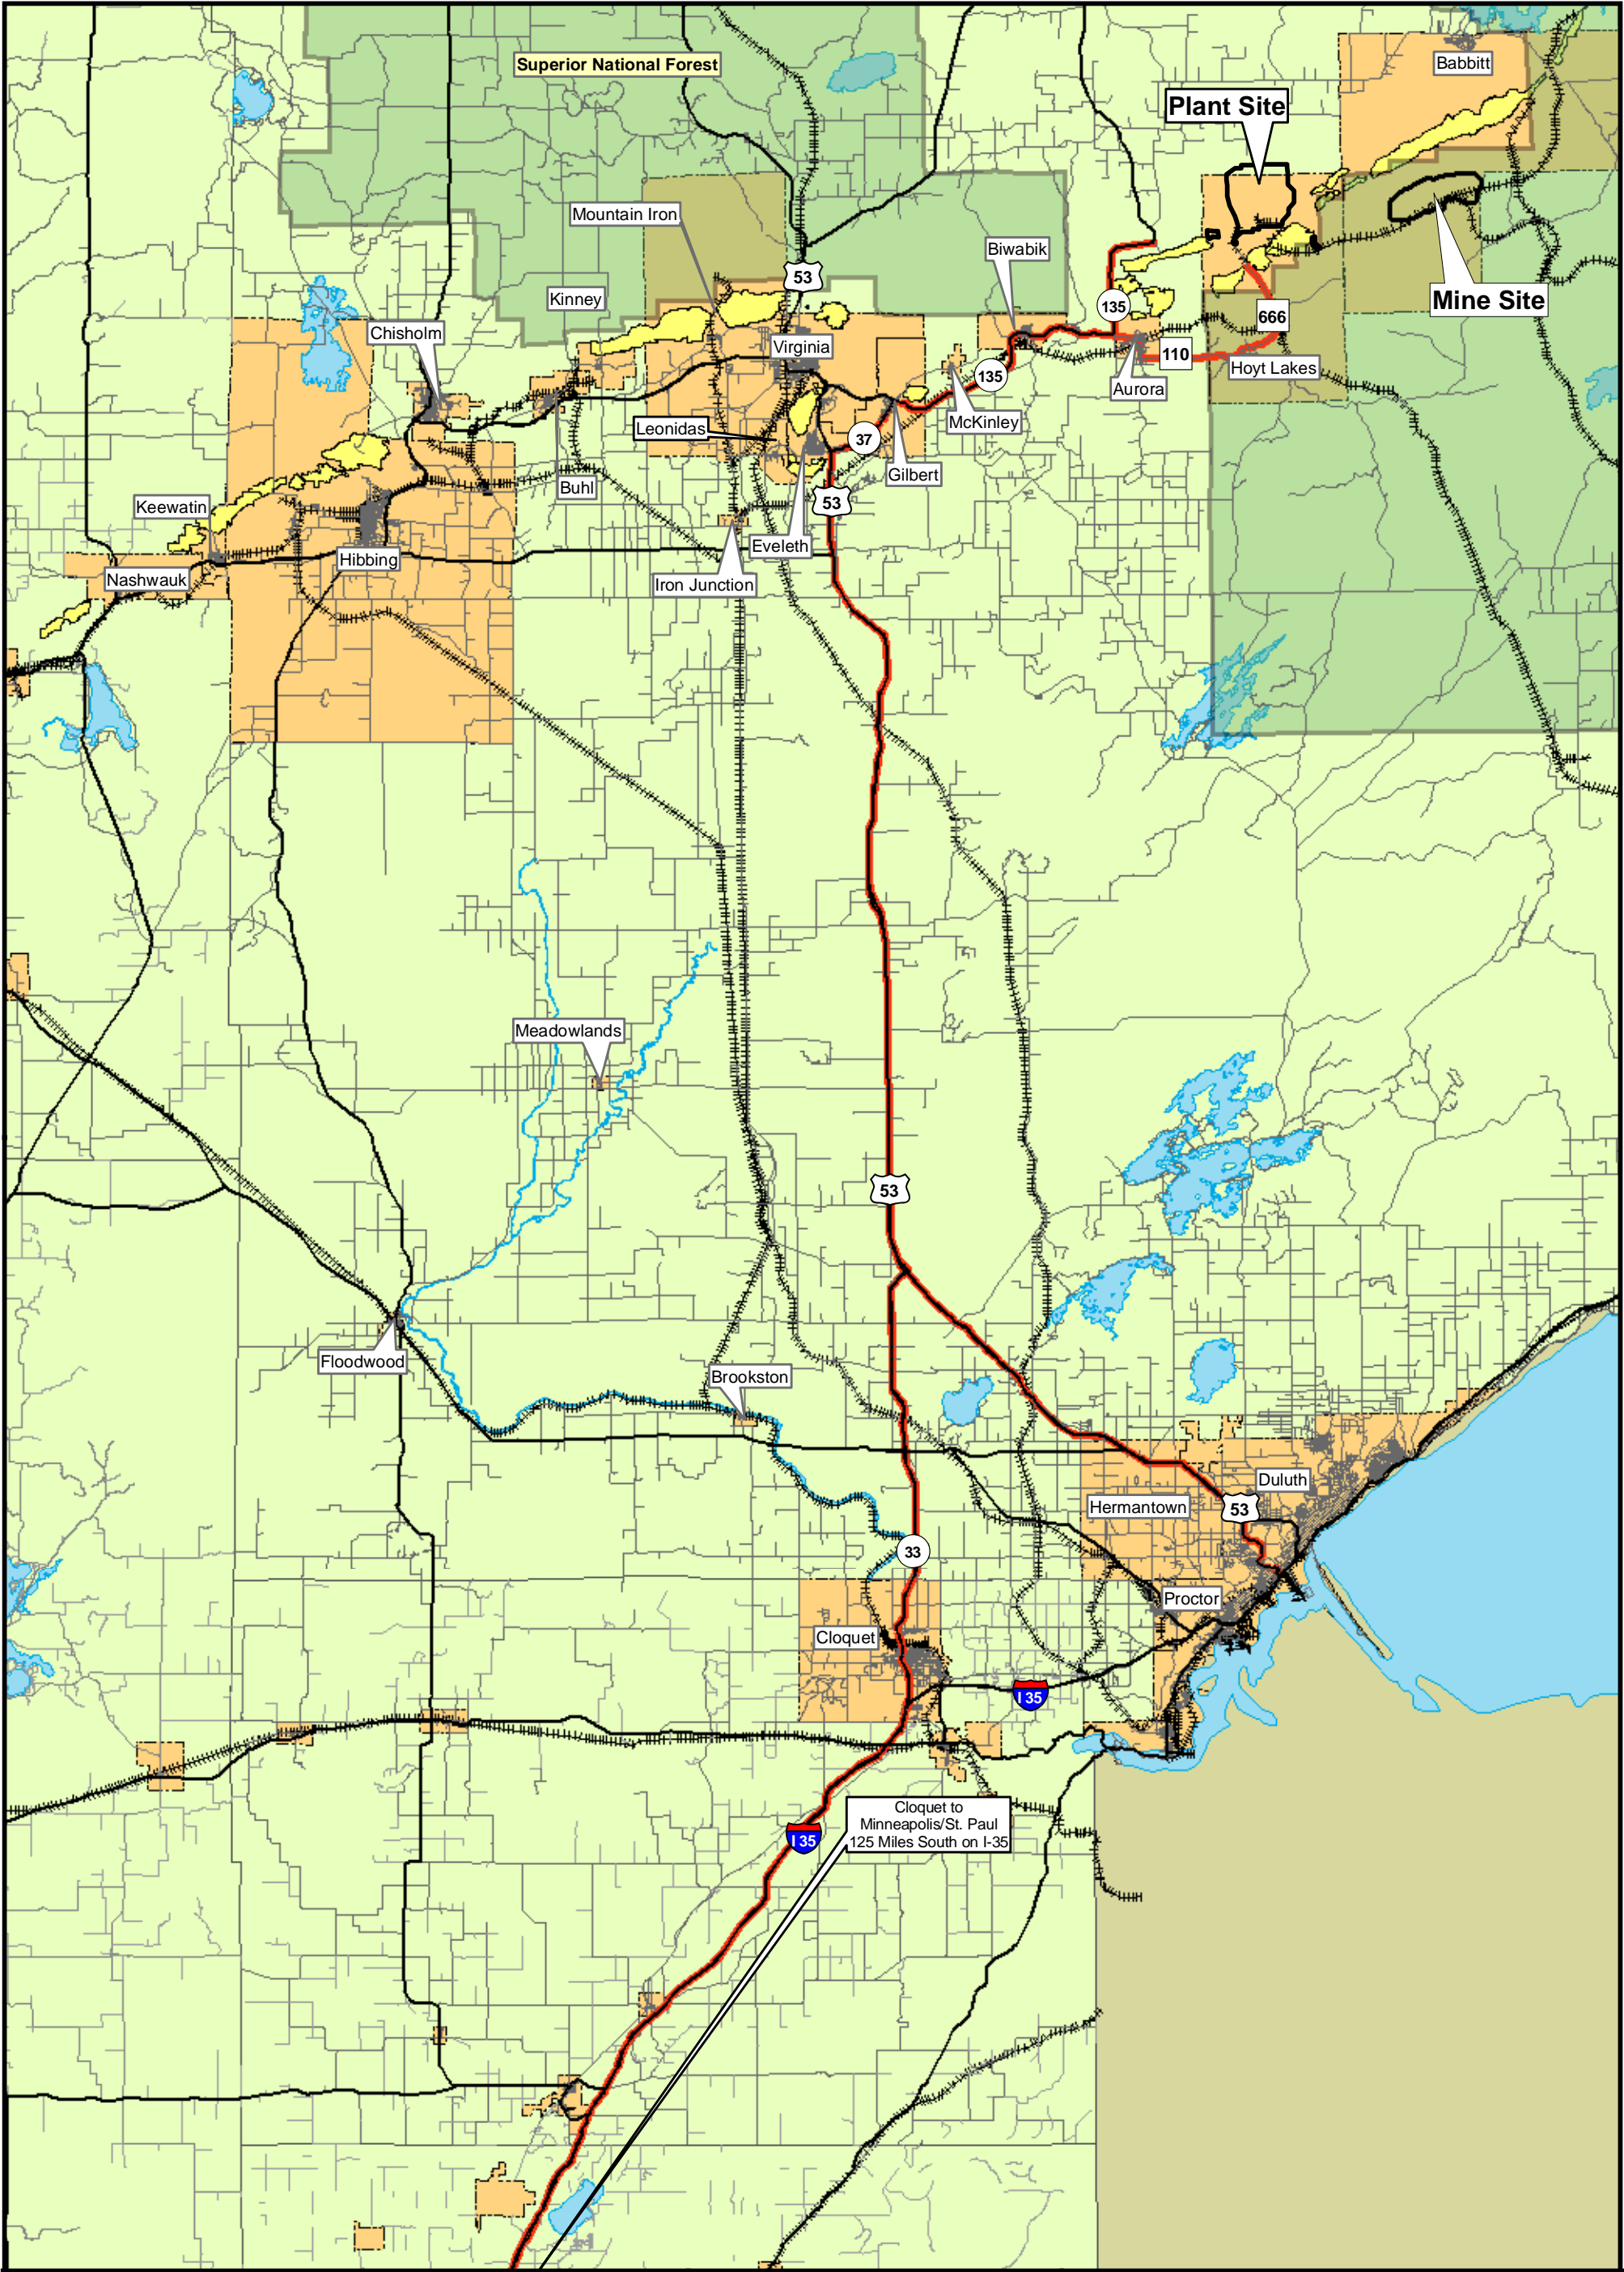 Superior National Forest
Babbitt
Plant Site
Mountain Iron
Biwabik
53
Kinney
135
Mine Site
666
Chisholm
Virginia
110
Hoyt Lakes
135
Aurora
McKinley
Leonidas
37
Gilbert
Buhl
53
Keewatin
Eveleth
Hibbing
Nashwauk
Iron Junction
Meadowlands
53
Floodwood
Brookston
Duluth
Hermantown
53
33
Proctor
Cloquet
I 35
Cloquet to
Minneapolis/St. Paul
125 Miles South on I-35
I 35